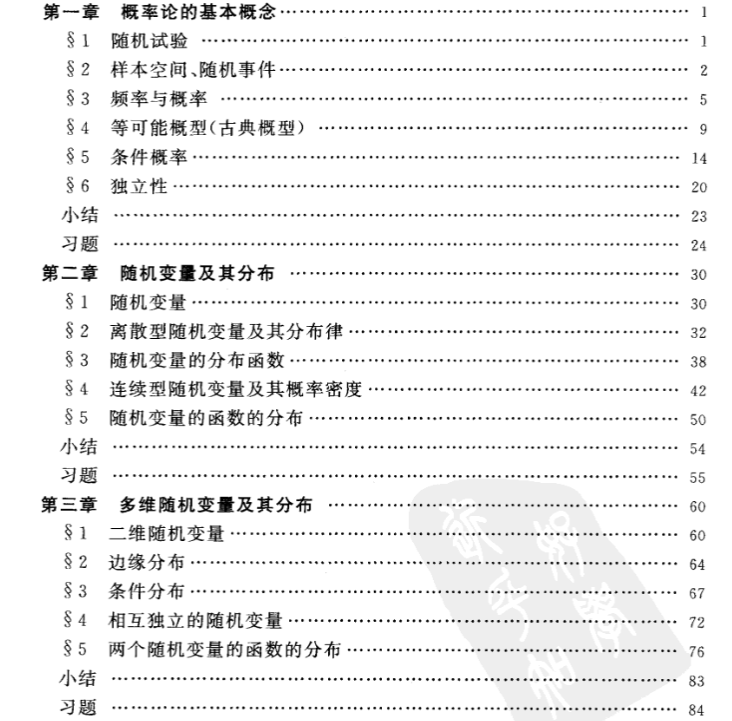 第一章 概率论的基本概念……………………………………………… 1
§1 随机试验 ……………………………………………… 1
§2 样本空间、随机事件……………………………………………… 2
§3 频率与概率 ……………………………………………… 5
§4 等可能概型(古典概型) ……………………………………………… 9
§5 条件概率……………………………………………… 14
§6 独立性……………………………………………… 20
小结 ……………………………………………… 23
习题 ……………………………………………… 24
第二章 随机变量及其分布 ……………………………………………… 30
§1 随机变量……………………………………………… 30
§2 离散型随机变量及其分布律……………………………………………… 32
§3 随机变量的分布函数……………………………………………… 38
§4 连续型随机变量及其概率密度……………………………………………… 42
§5 随机变量的函数的分布……………………………………………… 50
小结 ……………………………………………… 54
习题 ……………………………………………… 55
第三章 多维随机变量及其分布 ……………………………………………… 60
§1 二维随机变量……………………………………………… 60
§2 边缘分布……………………………………………… 64
§3 条件分布……………………………………………… 67
§4 相互独立的随机变量……………………………………………… 72
§5 两个随机变量的函数的分布……………………………………………… 76
小结 ……………………………………………… 83
习题 ……………………………………………… 84